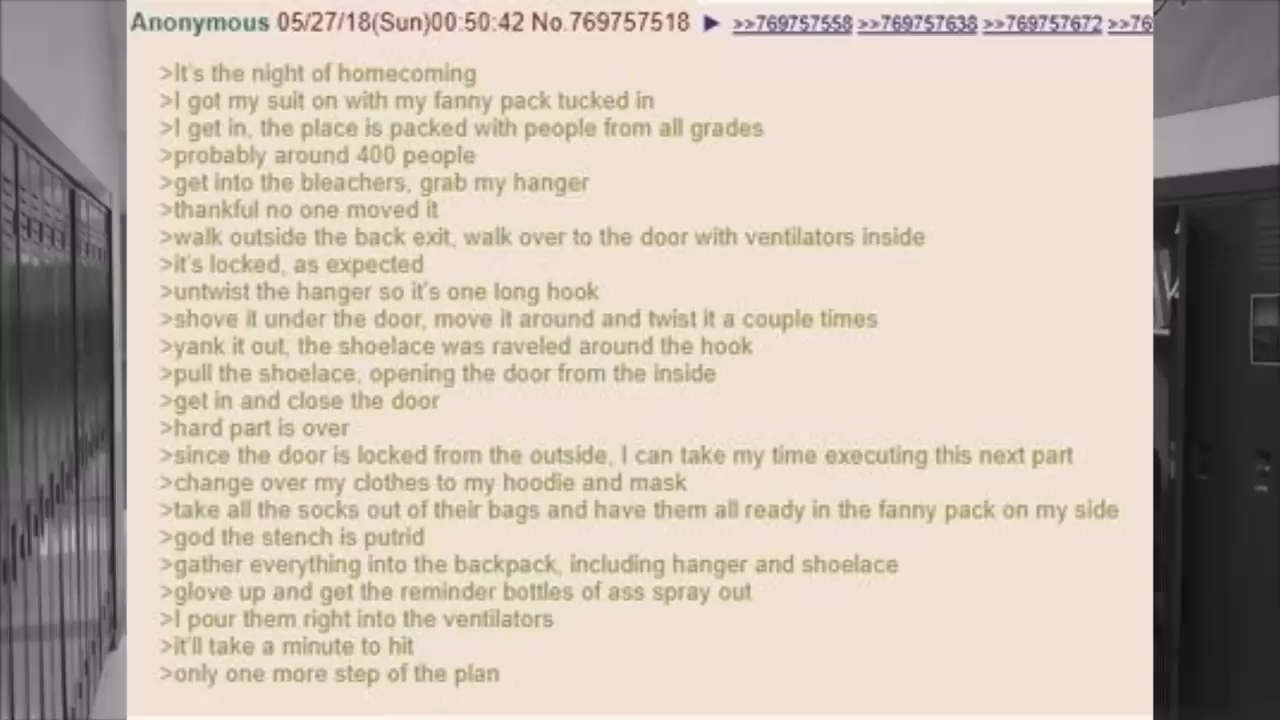 Anonymous 05/27/18(Sun)00:50:42 No.769757518 ▶ >>769757558 >>769757638 >>769757672 >>76
>It's the night of homecoming
>I got my suit on with my fanny pack tucked in
>I get in, the place is packed with people from all grades
>probably around 400 people
>get into the bleachers, grab my hanger
>thankful no one moved it
>walk outside the back exit, walk over to the door with ventilators inside
>it's locked, as expected
>untwist the hanger so it's one long hook
>shove it under the door, move it around and twist it a couple times
>yank it out, the shoelace was raveled around the hook
>pull the shoelace, opening the door from the inside
>get in and close the door
>hard part is over
>since the door is locked from the outside, I can take my time executing this next part
>change over my clothes to my hoodie and mask
>take all the socks out of their bags and have them all ready in the fanny pack on my side
>god the stench is putrid
>gather everything into the backpack, including hanger and shoelace
>glove up and get the reminder bottles of ass spray out
>I pour them right into the ventilators
>it'll take a minute to hit
>only one more step of the plan